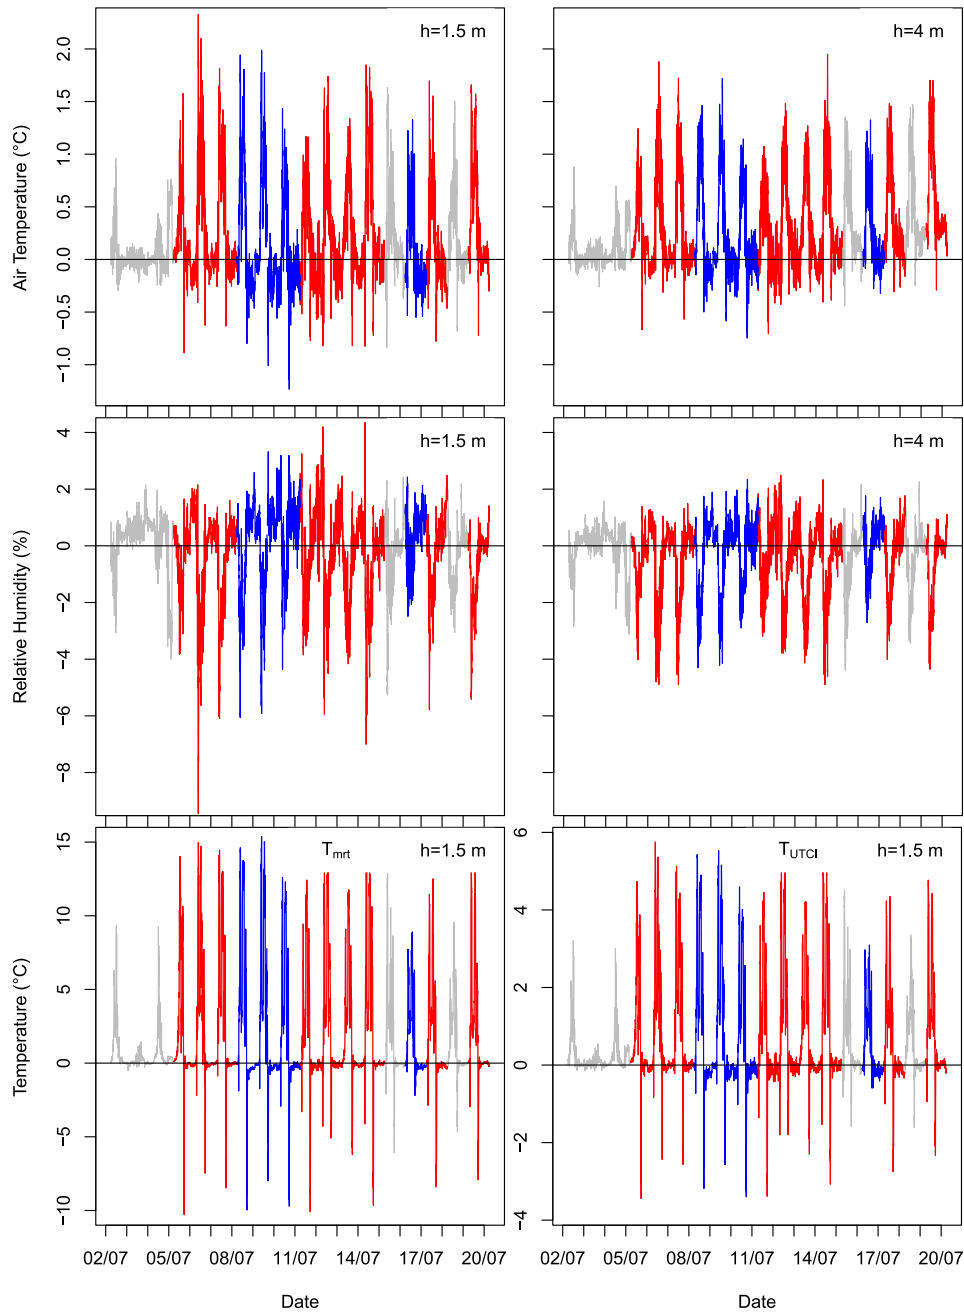 h=1.5 m
h=4 m
Air Temperature (°C)
2.0
1.5
1.0
0.5
0.0
−0.5
−1.0
h=1.5 m
h=4 m
Relative Humidity (%)
4
2
0
−2
−4
−6
−8
Tmrt h=1.5 m
TUTCI h=1.5 m
Temperature (°C)
15
10
5
0
−5
−10
6
4
2
0
−2
−4
02/07 05/07 08/07 11/07 14/07 17/07 20/07
02/07 05/07 08/07 11/07 14/07 17/07 20/07
Date
Date